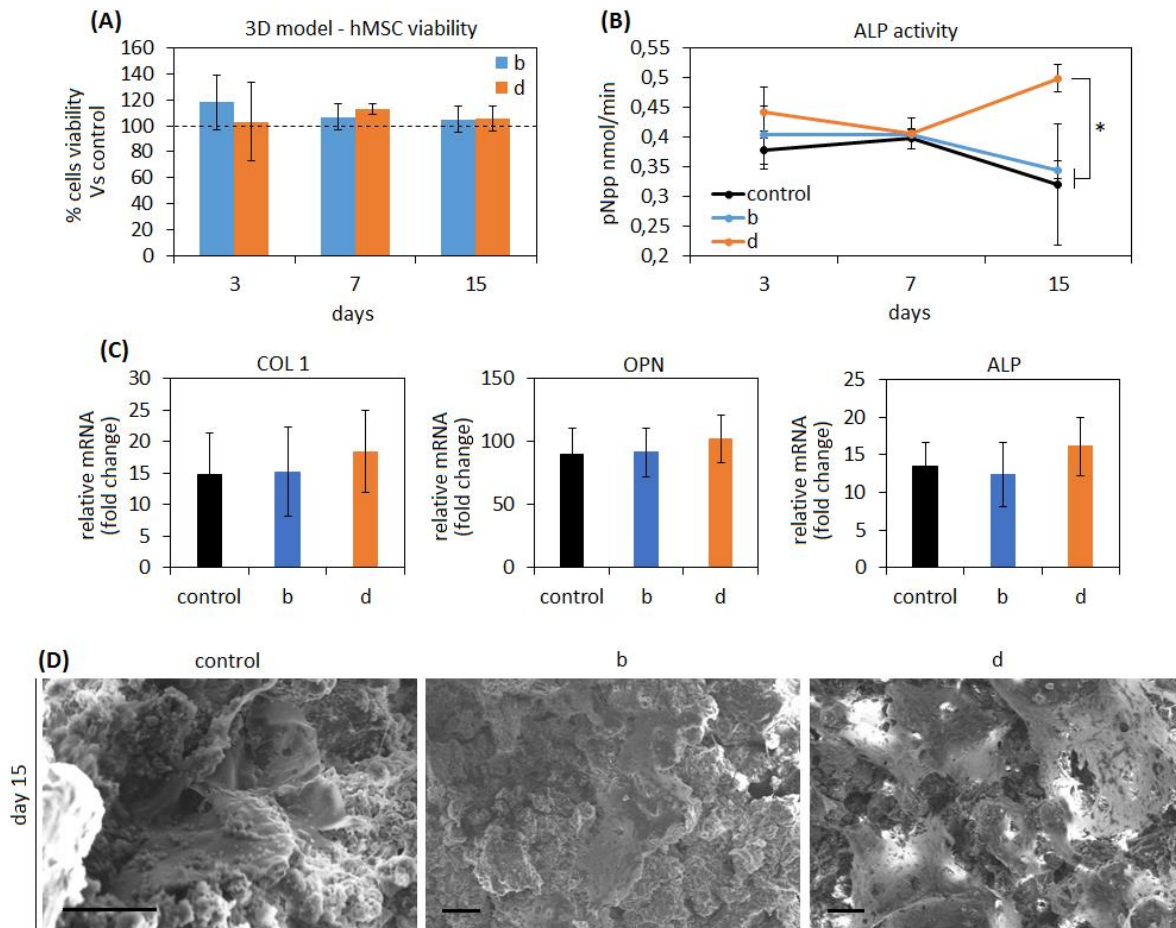 (A)
3D model - hMSC viability
% cells viability
Vs control
160
140
120
100
80
60
40
20
0
b
d
3 7 15
days
(B)
ALP activity
pNpp nmol/min
0,55
0,5
0,45
0,4
0,35
0,3
0,25
0,2
*
control
b
d
3 7 15
days
(C)
COL 1
relative mRNA
(fold change)
30
25
20
15
10
5
0
control b d
OPN
relative mRNA
(fold change)
150
100
50
0
control b d
ALP
relative mRNA
(fold change)
25
20
15
10
5
0
control b d
(D)
control b d
day 15